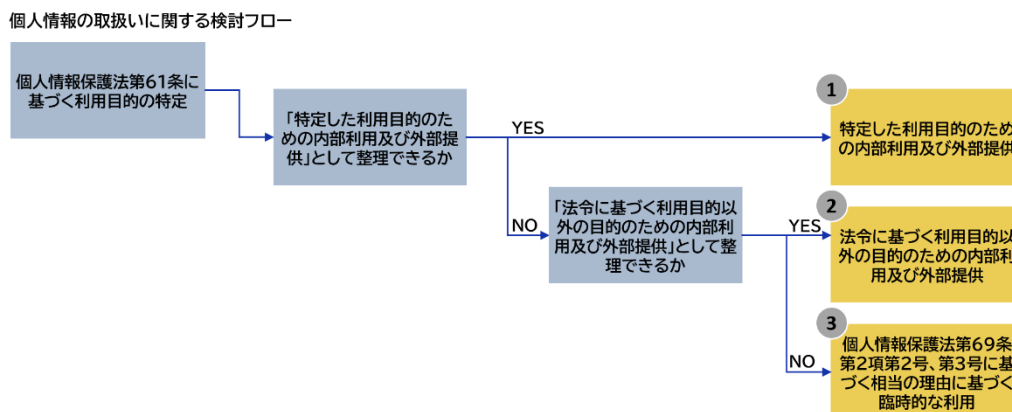 個人情報の取扱いに関する検討フロー
個人情報保護法第61条に
基づく利用目的の特定
「特定した利用目的のた
めの内部利用及び外部提
供」として整理できるか
YES
1
特定した利用目的のため
の内部利用及び外部提供
NO
「法令に基づく利用目的以
外の目的のための内部利
用及び外部提供」として整
理できるか
YES
2
法令に基づく利用目的以
外の目的のための内部利
用及び外部提供
NO
3
個人情報保護法第69条
第2項第2号、第3号に基
づく相当の理由に基づく
臨時的な利用